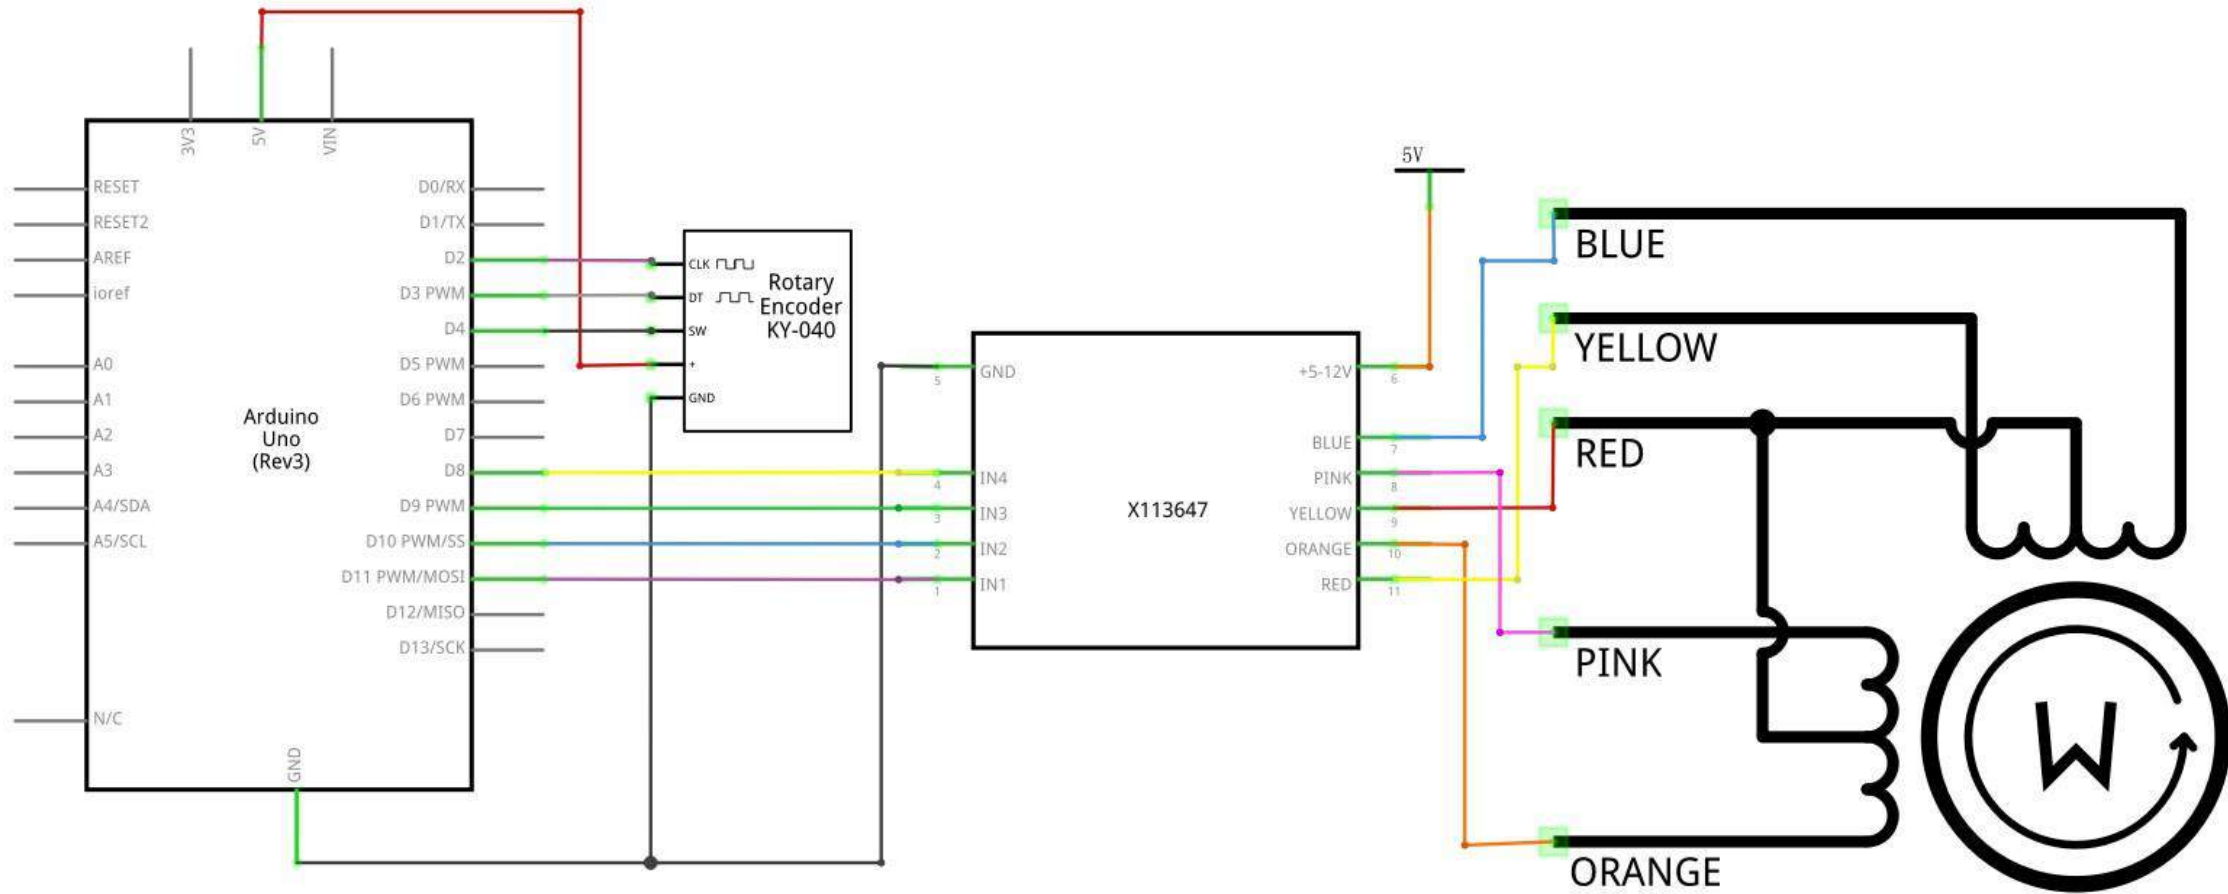 3V3
5V
VIN
RESET
RESET2
AREF
ioref
A0
A1
A2
A3
A4/SDA
A5/SCL
N/C
Arduino
Uno
(Rev3)
D0/RX
D1/TX
D2
D3 PWM
D4
D5 PWM
D6 PWM
D7
D8
D9 PWM
D10 PWM/SS
D11 PWM/MOSI
D12/MISO
D13/SCK
GND
CLK
DT
SW
+
GND
Rotary
Encoder
KY-040
5
GND
4
IN4
3
IN3
2
IN2
1
IN1
X113647
+5-12V
6
BLUE
7
PINK
8
YELLOW
9
ORANGE
10
RED
11
5V
BLUE
YELLOW
RED
PINK
ORANGE
M